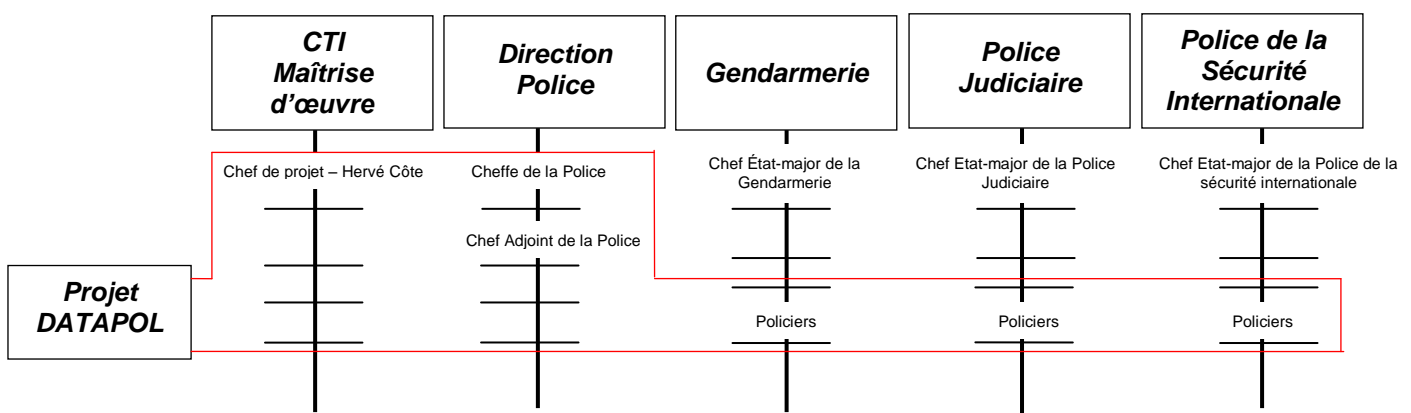 CTI
Maîtrise
d'œuvre
Direction
Police
Gendarmerie
Police
Judiciaire
Police de la
Sécurité
Internationale
Chef de projet – Hervé Côte
Cheffe de la Police
Chef État-major de la
Gendarmerie
Chef Etat-major de la Police
Judiciaire
Chef Etat-major de la Police de la
sécurité internationale
Chef Adjoint de la Police
Projet
DATAPOL
Policiers
Policiers
Policiers